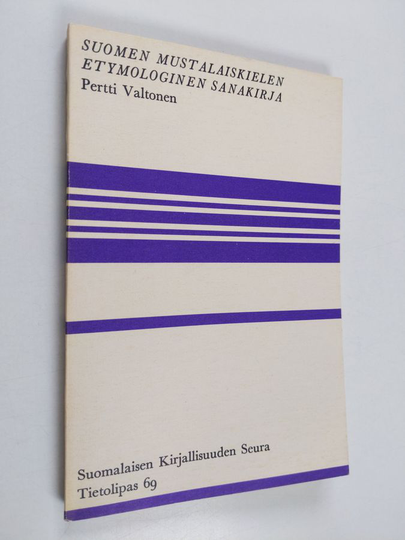 SUOMEN MUSTALAISKIELEN
ETYMOLOGINEN SANAKIRJA
Pertti Valtonen
Suomalaisen Kirjallisuuden Seura
Tietolipas 69